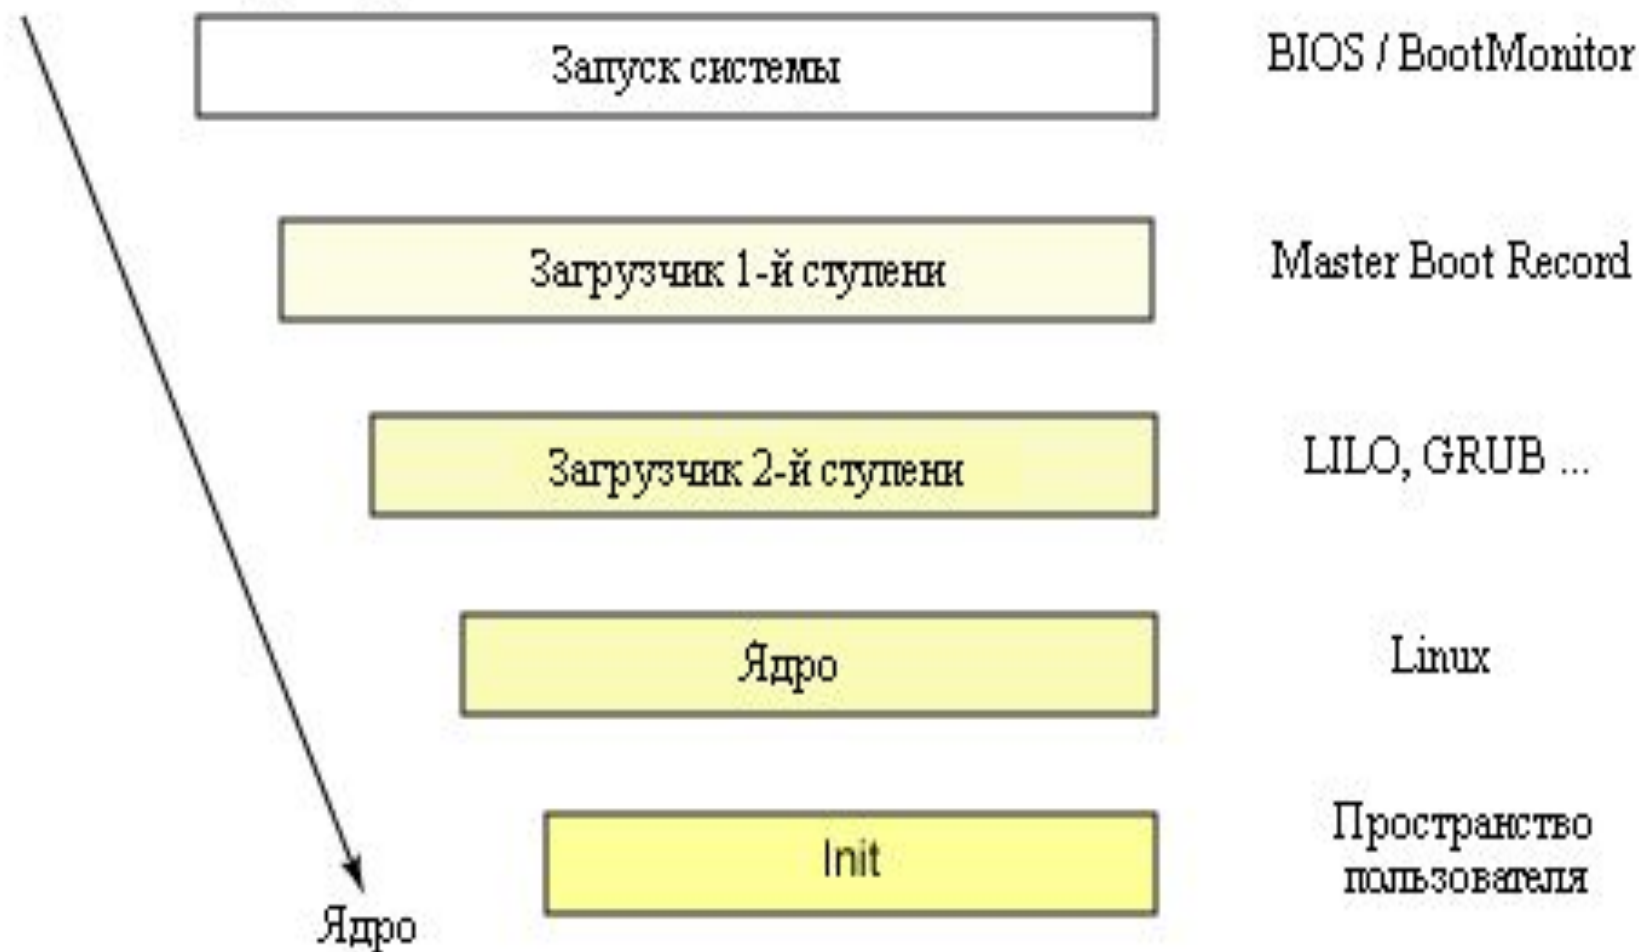 Запуск системы
BIOS / BootMonitor
Загрузчик 1-й ступени
Master Boot Record
Загрузчик 2-й ступени
LILO, GRUB ...
Ядро
Linux
Init
Пространство
пользователя
Ядро